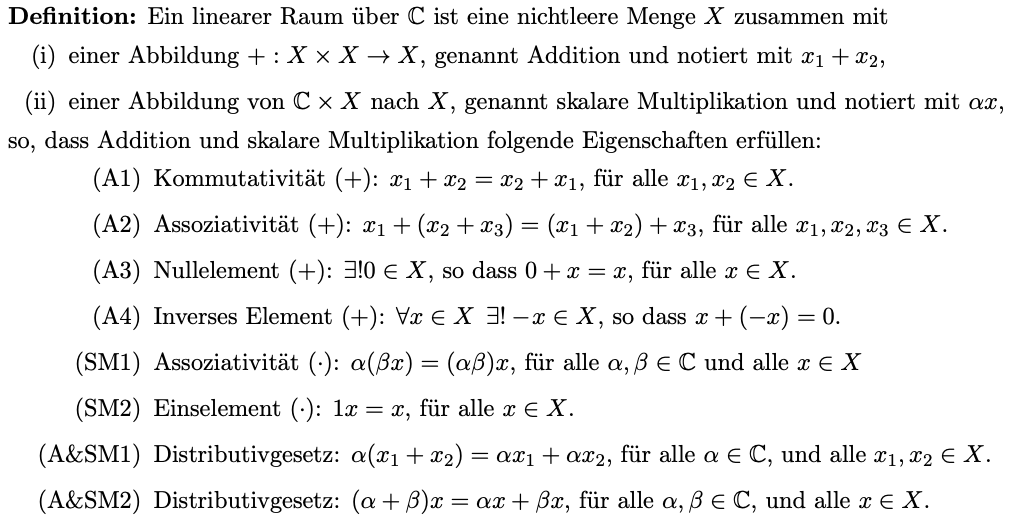 Definition: Ein linearer Raum über ℂ ist eine nichtleere Menge X zusammen mit
(i) einer Abbildung + : X × X → X, genannt Addition und notiert mit x₁ + x₂,
(ii) einer Abbildung von ℂ × X nach X, genannt skalare Multiplikation und notiert mit αx,
so, dass Addition und skalare Multiplikation folgende Eigenschaften erfüllen:
(A1) Kommutativität (+): x₁ + x₂ = x₂ + x₁, für alle x₁, x₂ ∈ X.
(A2) Assoziativität (+): x₁ + (x₂ + x₃) = (x₁ + x₂) + x₃, für alle x₁, x₂, x₃ ∈ X.
(A3) Nullelement (+): ∃!0 ∈ X, so dass 0 + x = x, für alle x ∈ X.
(A4) Inverses Element (+): ∀x ∈ X ∃! −x ∈ X, so dass x + (−x) = 0.
(SM1) Assoziativität (·): α(βx) = (αβ)x, für alle α, β ∈ ℂ und alle x ∈ X
(SM2) Einselement (·): 1x = x, für alle x ∈ X.
(A&SM1) Distributivgesetz: α(x₁ + x₂) = αx₁ + αx₂, für alle α ∈ ℂ, und alle x₁, x₂ ∈ X.
(A&SM2) Distributivgesetz: (α + β)x = αx + βx, für alle α, β ∈ ℂ, und alle x ∈ X.